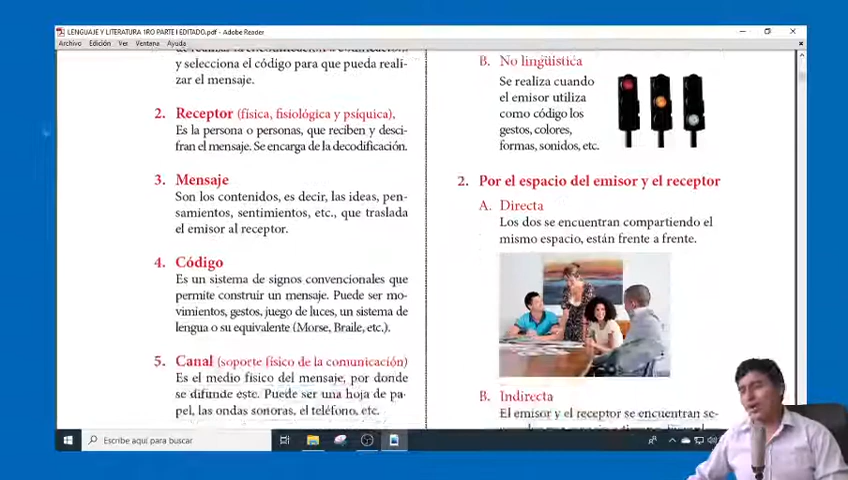 LENGUAJE Y LITERATURA 1RO PARTE I EDITADO.pdf - Adobe Reader
Archivo Edición Ver Ventana Ayuda
y selecciona el código para que pueda reali-
zar el mensaje.
2. Receptor (física, fisiológica y psíquica).
Es la persona o personas, que reciben y desci-
fran el mensaje. Se encarga de la decodificación.
3. Mensaje
Son los contenidos, es decir, las ideas, pen-
samientos, sentimientos, etc., que traslada
el emisor al receptor.
4. Código
Es un sistema de signos convencionales que
permite construir un mensaje. Puede ser mo-
vimientos, gestos, juego de luces, un sistema de
lengua o su equivalente (Morse, Braile, etc.).
5. Canal (soporte físico de la comunicación)
Es el medio físico del mensaje, por donde
se difunde éste. Puede ser una hoja de pa-
pel, las ondas sonoras, el teléfono, etc.
B. No lingüística
Se realiza cuando
el emisor utiliza
como código los
gestos, colores,
formas, sonidos, etc.
2. Por el espacio del emisor y el receptor
A. Directa
Los dos se encuentran compartiendo el
mismo espacio, están frente a frente.
B. Indirecta
El emisor y el receptor se encuentran se-
Escribe aquí para buscar